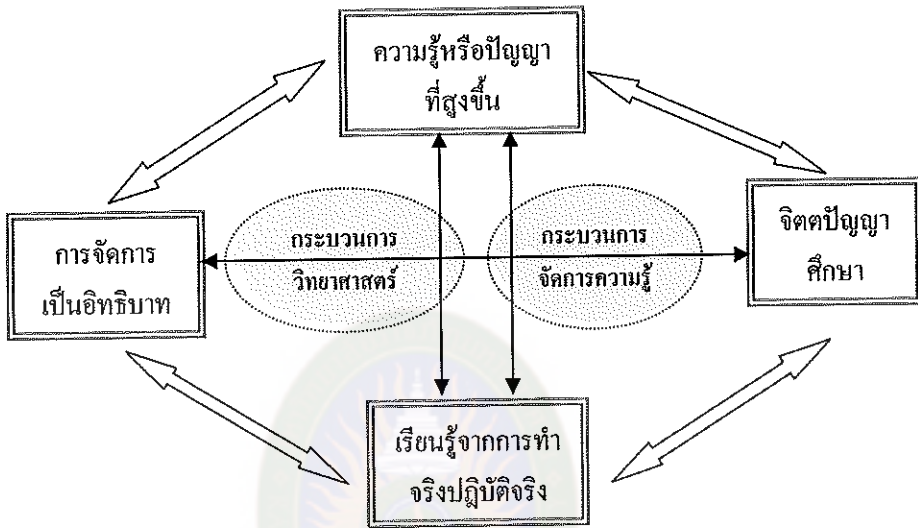 ความรู้หรือปัญญา
ที่สูงขึ้น
กระบวนการ
วิทยาศาสตร์
กระบวนการ
จัดการความรู้
การจัดการ
เป็นอิทธิบาท
จิตตปัญญา
ศึกษา
เรียนรู้จากการทำ
จริงปฏิบัติจริง